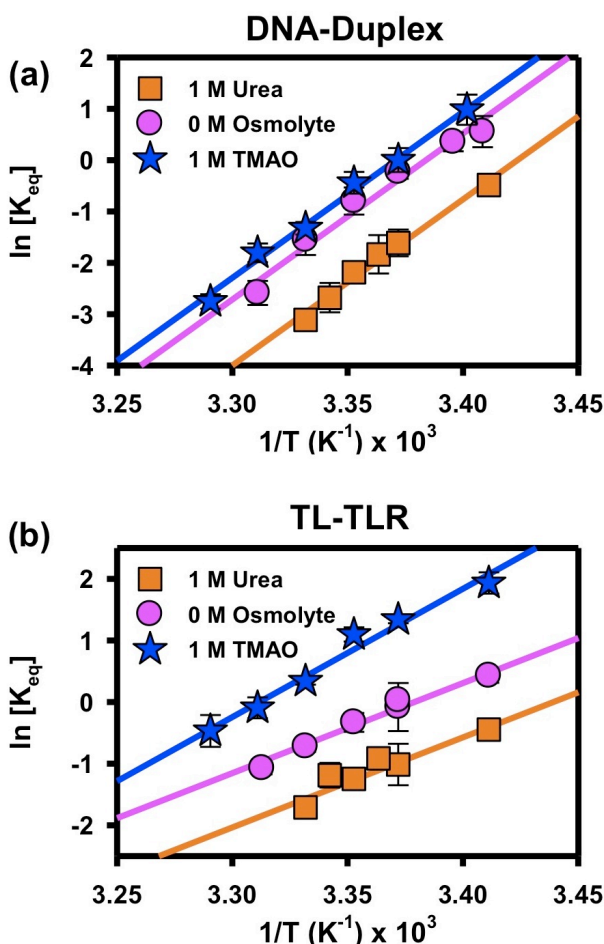 DNA-Duplex
(a)
1 M Urea
0 M Osmolyte
1 M TMAO
ln [Keq]
2
1
0
-1
-2
-3
-4
3.25 3.30 3.35 3.40 3.45
1/T (K⁻¹) x 10³
TL-TLR
(b)
1 M Urea
0 M Osmolyte
1 M TMAO
ln [Keq]
2
1
0
-1
-2
3.25 3.30 3.35 3.40 3.45
1/T (K⁻¹) x 10³